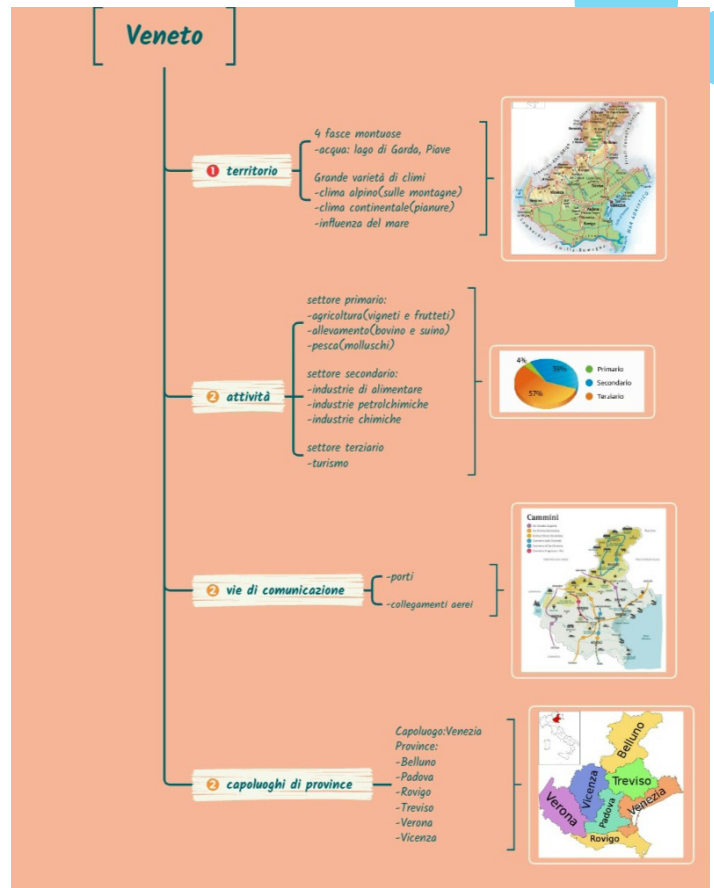 Veneto
1 territorio
4 fasce montuose
-acqua: lago di Garda, Piave
Grande varietà di climi
-clima alpino(sulle montagne)
-clima continentale(pianure)
-influenza del mare
2 attività
settore primario:
-agricoltura(vigneti e frutteti)
-allevamento(bovino e suino)
-pesca(molluschi)
settore secondario:
-industrie di alimentare
-industrie petrolchimiche
-industrie chimiche
settore terziario
-turismo
4%
39%
57%
Primario
Secondario
Terziario
2 vie di comunicazione
-porti
-collegamenti aerei
Cammini
2 capoluoghi di province
Capoluogo:Venezia
Province:
-Belluno
-Padova
-Rovigo
-Treviso
-Verona
-Vicenza
Belluno
Treviso
Vicenza
Venezia
Verona
Padova
Rovigo